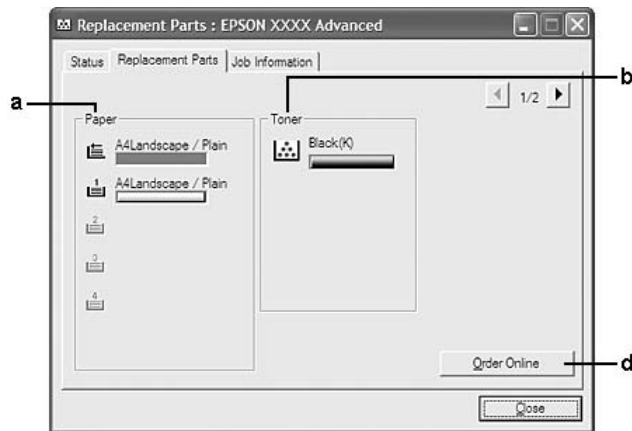 Replacement Parts : EPSON XXXX Advanced
Status Replacement Parts Job Information
a
b
1/2
Paper
Toner
A4Landscape / Plain
Black(K)
1
A4Landscape / Plain
2
3
4
Order Online
d
Close